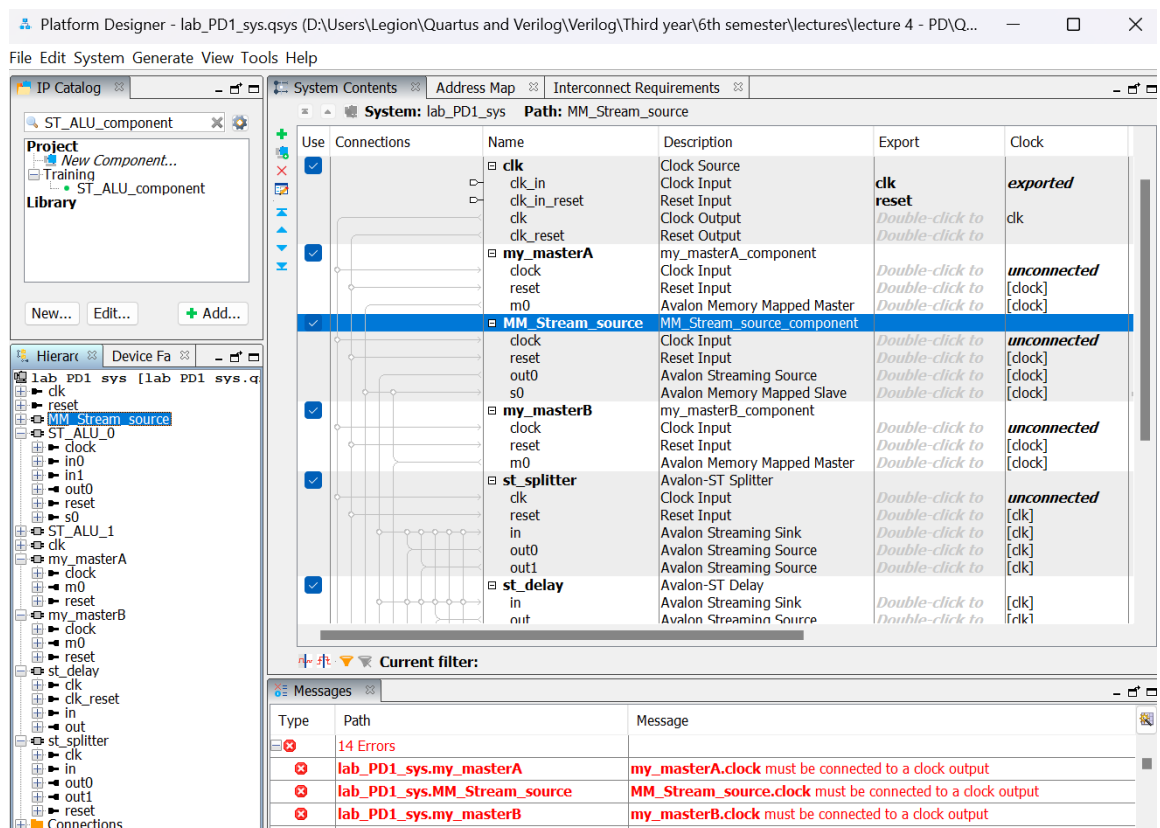 Platform Designer - lab_PD1_sys.qsys (D:\Users\Legion\Quartus and Verilog\Verilog\Third year\6th semester\lectures\lecture 4 - PD\Q...
File Edit System Generate View Tools Help
IP Catalog
ST_ALU_component
Project
New Component...
Training
ST_ALU_component
Library
New... Edit... Add...
Hierarc Device Fa
lab PD1 sys [lab PD1 sys.q
clk
reset
MM_Stream_source
ST_ALU_0
clock
in0
in1
out0
reset
s0
ST_ALU_1
clk
my_masterA
clock
m0
reset
my_masterB
clock
m0
reset
st_delay
clk
clk_reset
in
out
st_splitter
clk
in
out0
out1
reset
Connections
System Contents Address Map Interconnect Requirements
System: lab_PD1_sys Path: MM_Stream_source
Use Connections Name Description Export Clock
clk Clock Source
clk_in Clock Input clk exported
clk_in_reset Reset Input reset
clk Clock Output Double-click to clk
clk_reset Reset Output Double-click to
my_masterA my_masterA_component
clock Clock Input Double-click to unconnected
reset Reset Input Double-click to [clock]
m0 Avalon Memory Mapped Master Double-click to [clock]
MM_Stream_source MM_Stream_source_component
clock Clock Input Double-click to unconnected
reset Reset Input Double-click to [clock]
out0 Avalon Streaming Source Double-click to [clock]
s0 Avalon Memory Mapped Slave Double-click to [clock]
my_masterB my_masterB_component
clock Clock Input Double-click to unconnected
reset Reset Input Double-click to [clock]
m0 Avalon Memory Mapped Master Double-click to [clock]
st_splitter Avalon-ST Splitter
clk Clock Input Double-click to unconnected
reset Reset Input Double-click to [clk]
in Avalon Streaming Sink Double-click to [clk]
out0 Avalon Streaming Source Double-click to [clk]
out1 Avalon Streaming Source Double-click to [clk]
st_delay Avalon-ST Delay
in Avalon Streaming Sink Double-click to [clk]
out Avalon Streaming Source Double-click to [clk]
Current filter:
Messages
Type Path Message
14 Errors
lab_PD1_sys.my_masterA my_masterA.clock must be connected to a clock output
lab_PD1_sys.MM_Stream_source MM_Stream_source.clock must be connected to a clock output
lab_PD1_sys.my_masterB my_masterB.clock must be connected to a clock output